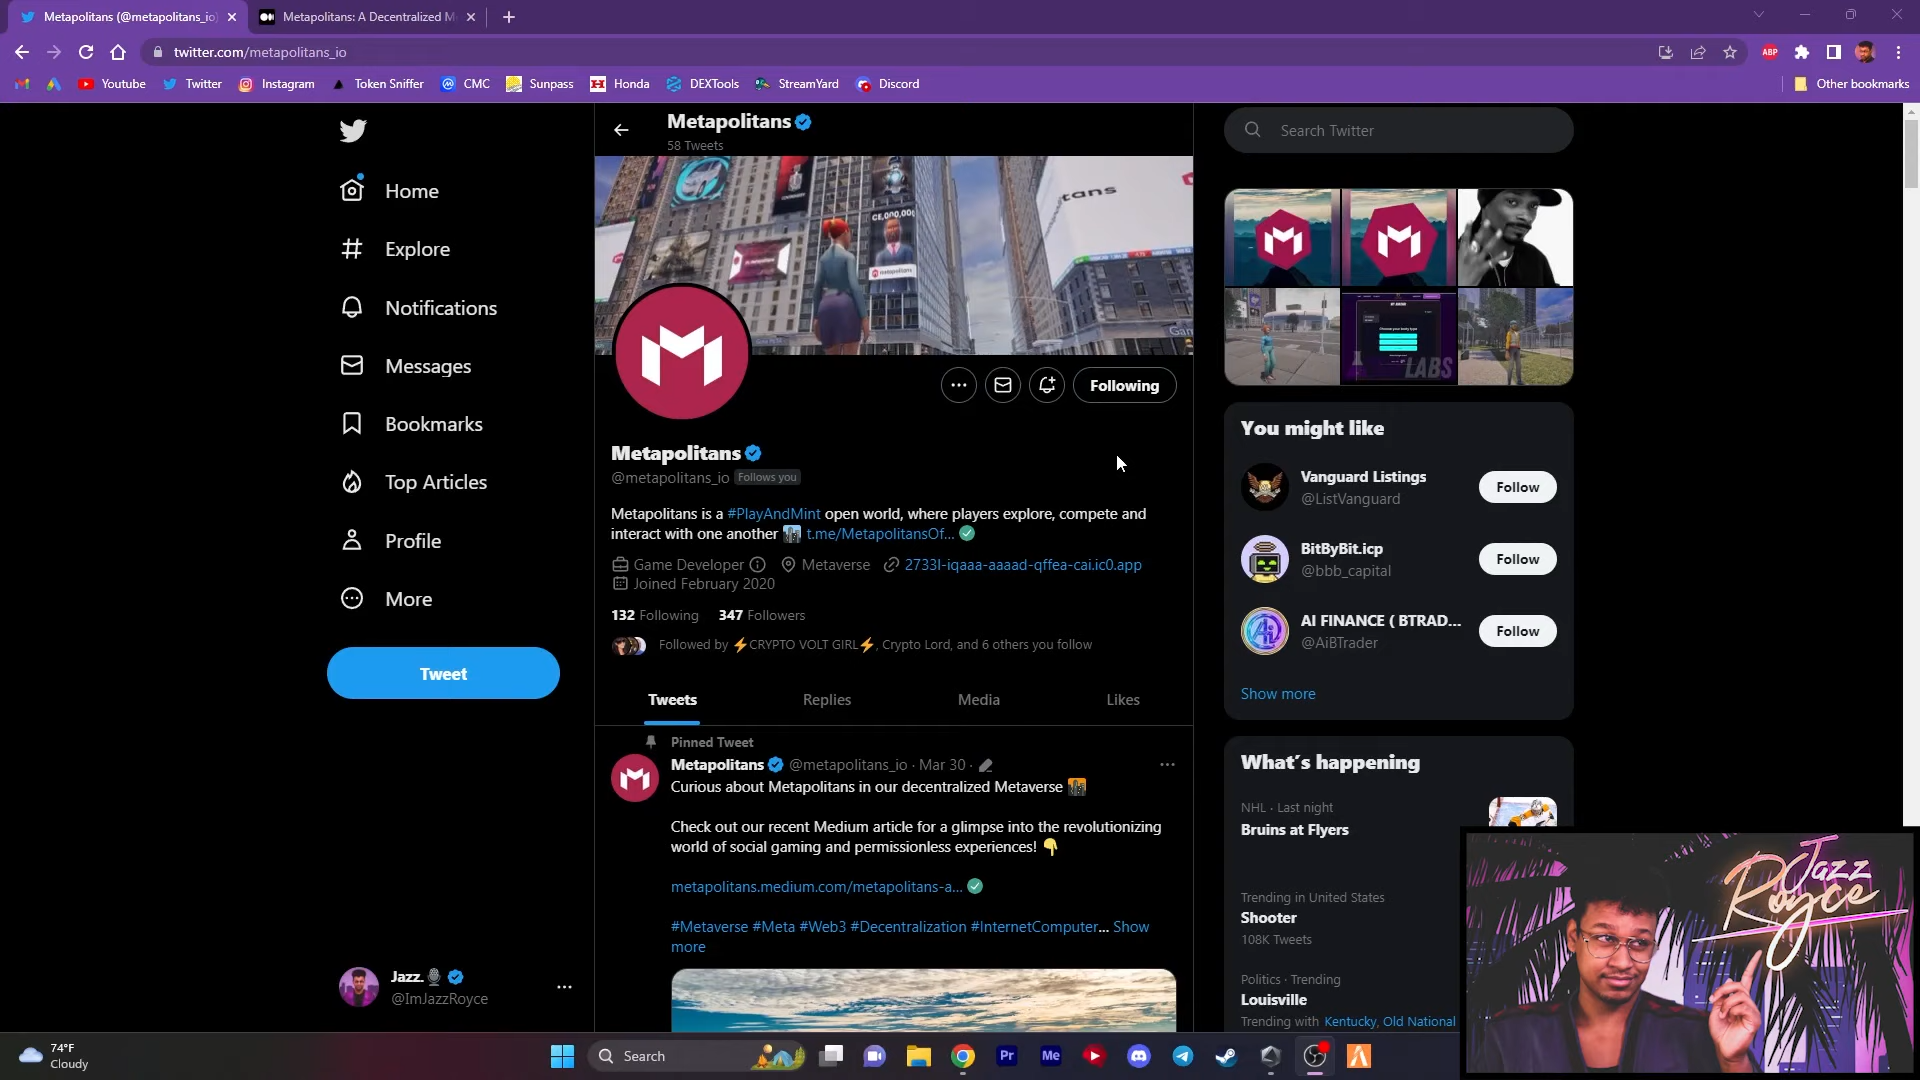 Metapolitans (@metapolitans_io)
Metapolitans: A Decentralized M
twitter.com/metapolitans_io
ABP
Youtube
Twitter
Instagram
Token Sniffer
CMC
Sunpass
Honda
DEXTools
StreamYard
Discord
Other bookmarks
Home
Explore
Notifications
Messages
Bookmarks
Top Articles
Profile
More
Tweet
Jazz.
@ImJazzRoyce
Metapolitans
58 Tweets
tans
Following
Metapolitans
@metapolitans_io Follows you
Metapolitans is a #PlayAndMint open world, where players explore, compete and
interact with one another t.me/MetapolitansOf...
Game Developer Metaverse 2733l-iqaaa-aaaad-qffea-cai.ic0.app
Joined February 2020
132 Following 347 Followers
Followed by ⚡CRYPTO VOLT GIRL⚡, Crypto Lord, and 6 others you follow
Tweets
Replies
Media
Likes
Pinned Tweet
Metapolitans @metapolitans_io · Mar 30 ·
Curious about Metapolitans in our decentralized Metaverse
Check out our recent Medium article for a glimpse into the revolutionizing
world of social gaming and permissionless experiences! 👇
metapolitans.medium.com/metapolitans-a...
#Metaverse #Meta #Web3 #Decentralization #InternetComputer... Show
more
Search Twitter
LABS
You might like
Vanguard Listings
@ListVanguard
Follow
BitByBit.icp
@bbb_capital
Follow
AI FINANCE ( BTRAD...
@AiBTrader
Follow
Show more
What's happening
NHL · Last night
Bruins at Flyers
Trending in United States
Shooter
108K Tweets
Politics · Trending
Louisville
Trending with Kentucky, Old National
Jazz
Royce
74°F
Cloudy
Search
Pr
Me